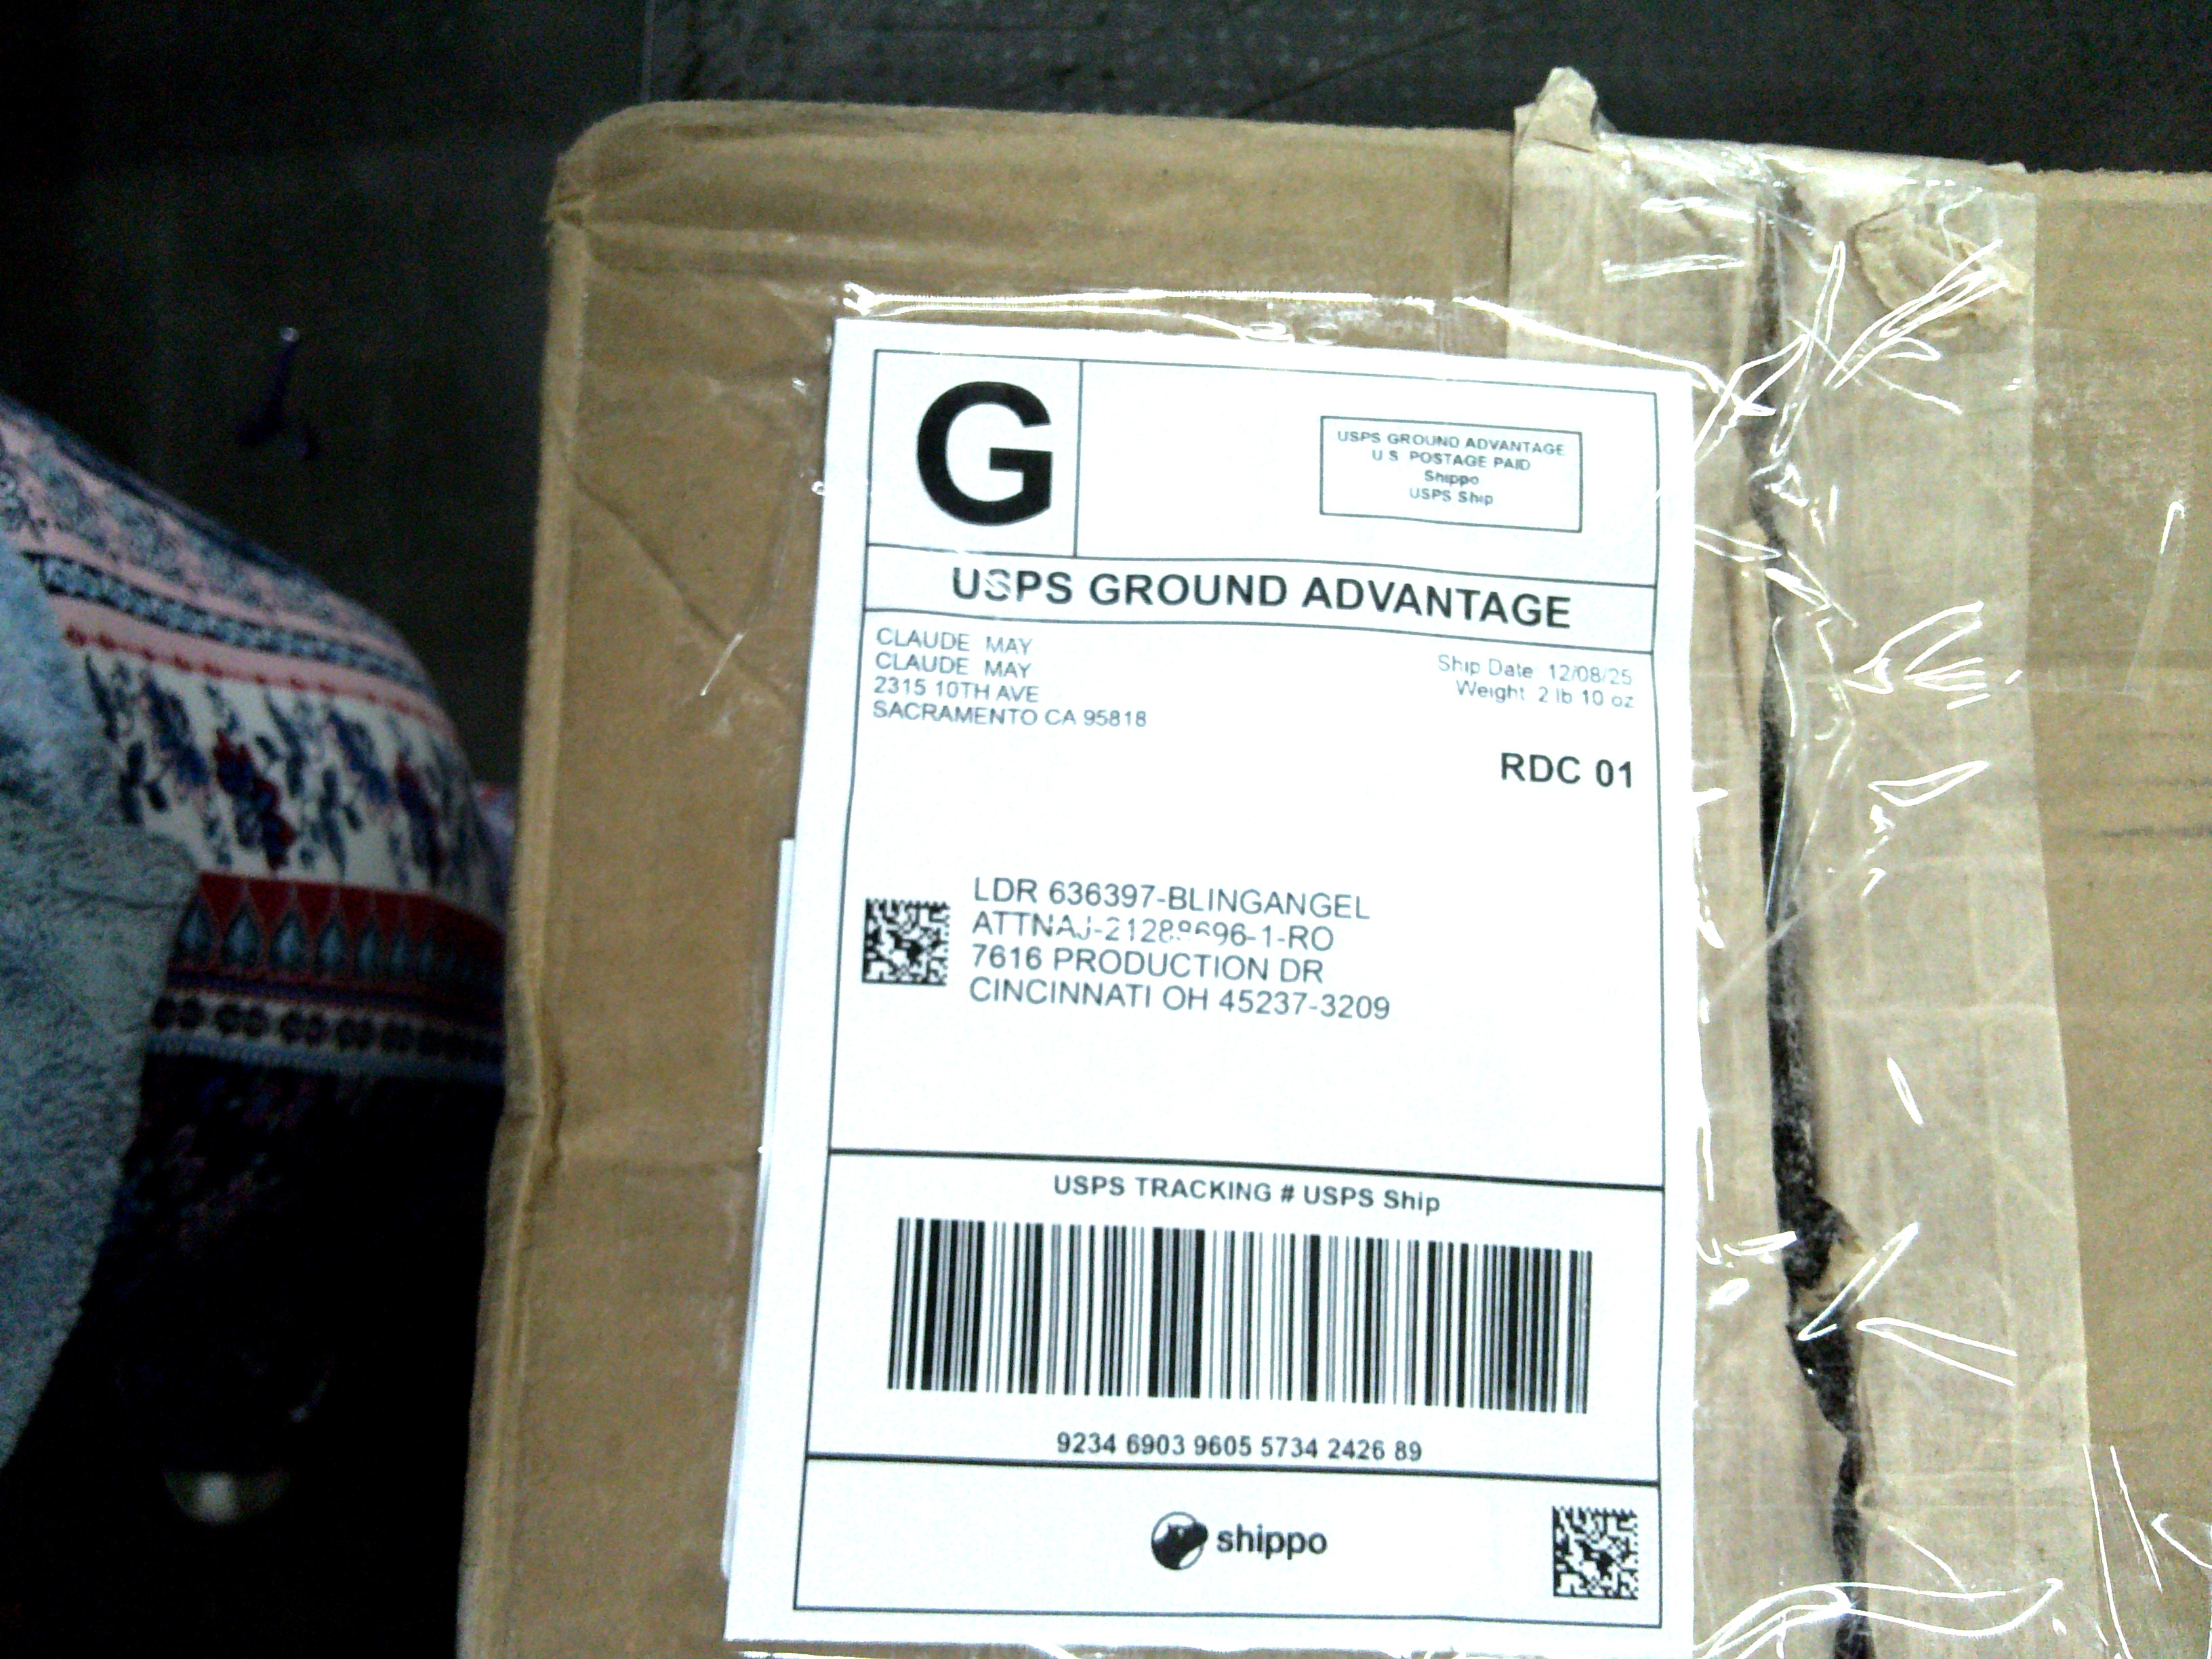 G
USPS GROUND ADVANTAGE
U.S. POSTAGE PAID
Shippo
USPS Ship
USPS GROUND ADVANTAGE
CLAUDE MAY
CLAUDE MAY
2315 10TH AVE
SACRAMENTO CA 95818
Ship Date 12/08/25
Weight 2 lb 10 oz
RDC 01
LDR 636397-BLINGANGEL
7616 PRODUCTION DR
CINCINNATI OH 45237-3209
USPS TRACKING # USPS Ship
9234 6903 9605 5734 2426 89
shippo